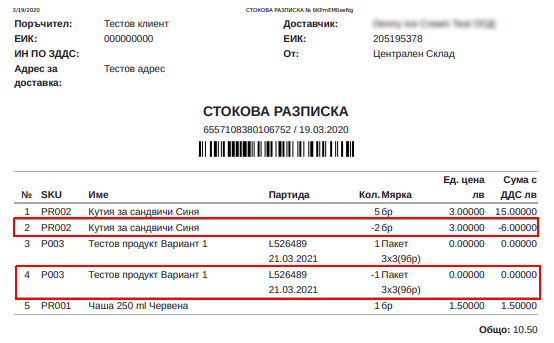 3/19/2020 СТОКОВА РАЗПИСКА № 6KPmEM0eeNg
Поръчител: Тестов клиент Доставчик:
ЕИК: 000000000 ЕИК: 205195378
ИН ПО ЗДДС: От: Централен Склад
Адрес за Тестов адрес
доставка:
СТОКОВА РАЗПИСКА
6557108380106752 / 19.03.2020
Ед. цена Сума с
№ SKU Име Партида Кол. Мярка лв ДДС лв
1 PR002 Кутия за сандвичи Синя 5 бр 3.00000 15.00000
2 PR002 Кутия за сандвичи Синя -2 бр 3.00000 -6.00000
3 P003 Тестов продукт Вариант 1 L526489 1 Пакет 0.00000 0.00000
21.03.2021 3x3(9бр)
4 P003 Тестов продукт Вариант 1 L526489 -1 Пакет 0.00000 0.00000
21.03.2021 3x3(9бр)
5 PR001 Чаша 250 ml Червена 1 бр 1.50000 1.50000
Общо: 10.50